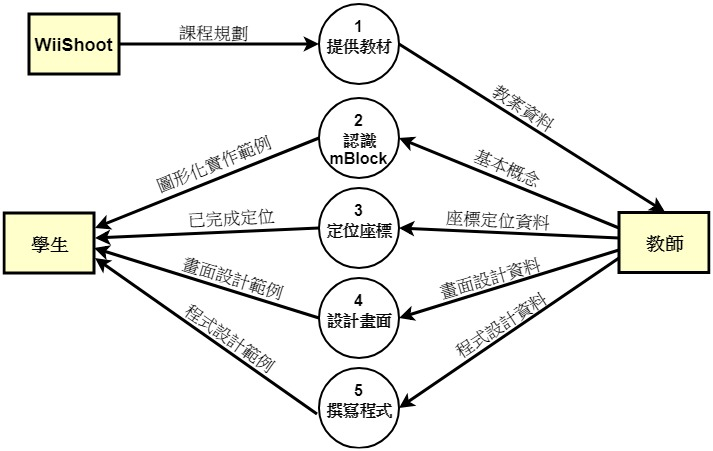 WiiShoot
課程規劃
1
提供教材
教案資料
2
認識
mBlock
圖形化實作範例
基本概念
3
定位座標
已完成定位
座標定位資料
學生
教師
畫面設計範例
4
設計畫面
畫面設計資料
程式設計範例
5
撰寫程式
程式設計資料